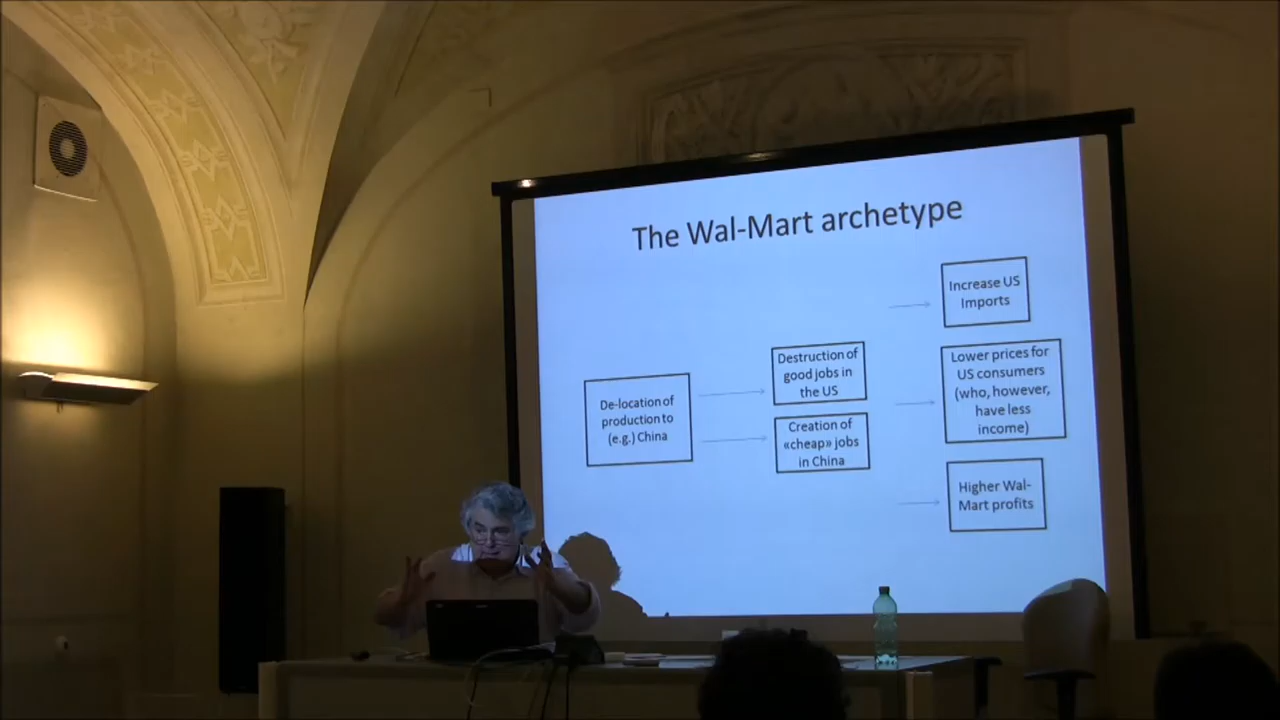 The Wal-Mart archetype
De-location of
production to
(e.g.) China
Destruction of
good jobs in
the US
Creation of
«cheap» jobs
in China
Increase US
Imports
Lower prices for
US consumers
(who, however,
have less
income)
Higher Wal-
Mart profits